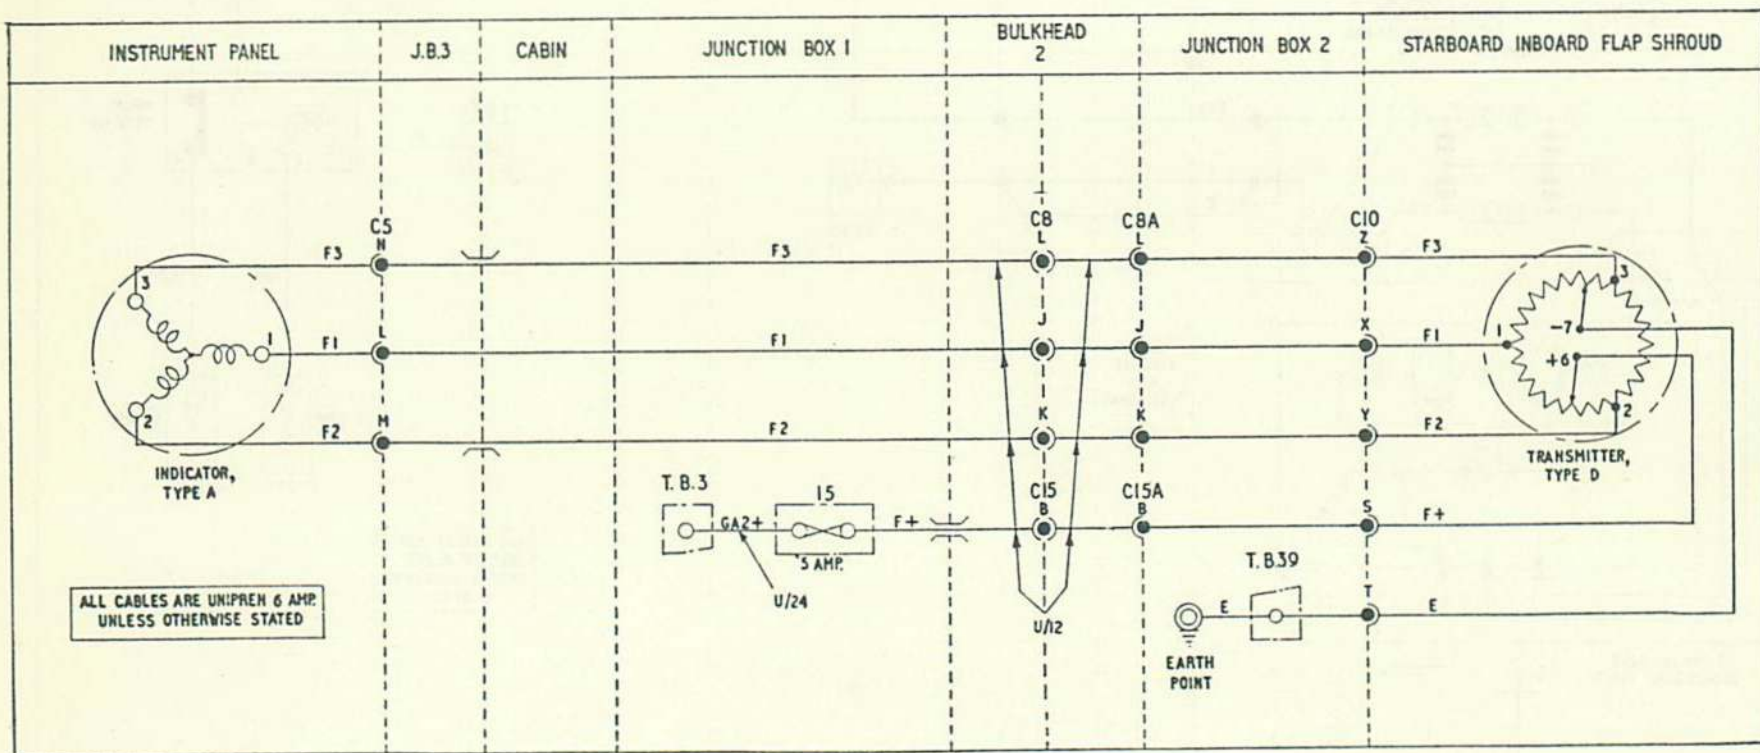 INSTRUMENT PANEL
J.B.3
CABIN
JUNCTION BOX 1
BULKHEAD
2
JUNCTION BOX 2
STARBOARD INBOARD FLAP SHROUD
C5
C8
C8A
C10
N
L
L
Z
F3
F3
F3
3
3
1
F1
L
F1
J
J
X
F1
1
-7
+6
2
F2
M
F2
K
K
Y
F2
2
INDICATOR,
TYPE A
TRANSMITTER,
TYPE D
T.B.3
15
C15
C15A
GA2+
F+
B
B
S
F+
5 AMP.
U/24
U/12
T.B.39
E
T
E
EARTH
POINT
ALL CABLES ARE UNIPREN 6 AMP.
UNLESS OTHERWISE STATED